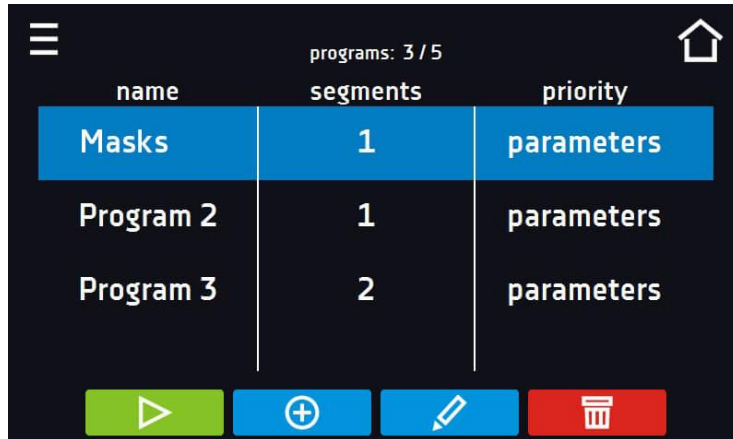 programs: 3 / 5
name segments priority
Masks 1 parameters
Program 2 1 parameters
Program 3 2 parameters